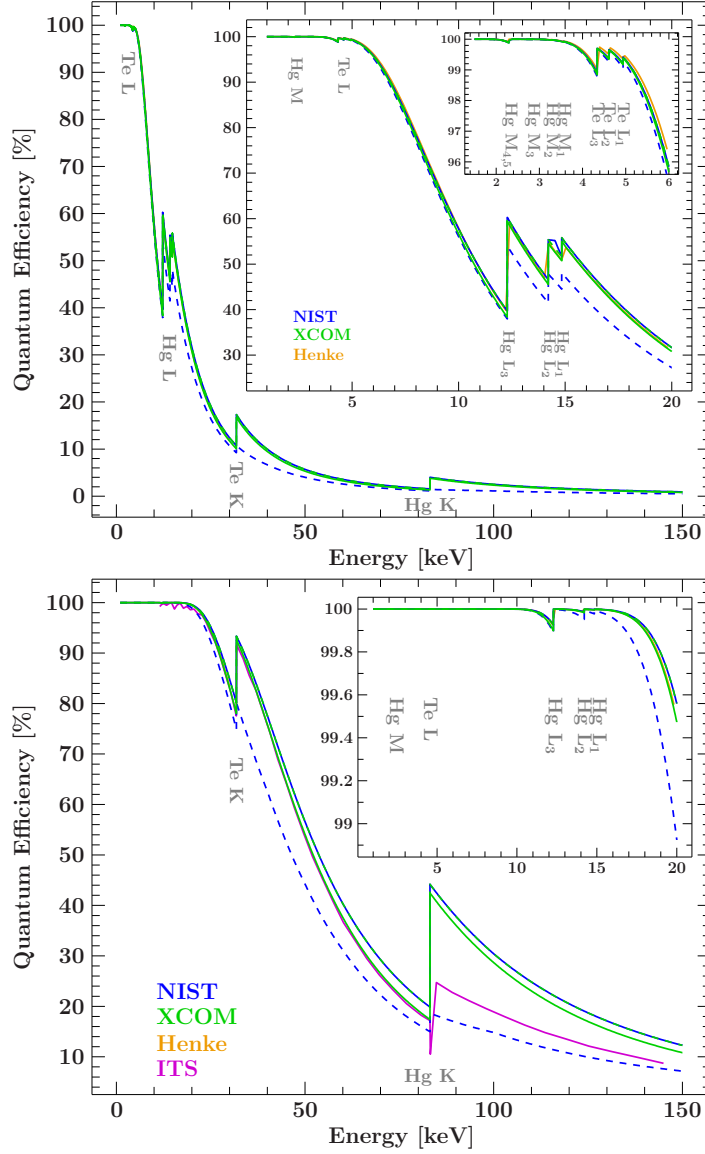 100
90
80
70
60
50
40
30
20
10
0
Quantum Efficiency [%]
Te L
Hg L
Te K
Hg K
0 50 100 150
Energy [keV]
100
90
80
70
60
50
40
30
Hg M
Te L
NIST
XCOM
Henke
Hg L3
Hg L2
Hg L1
5 10 15 20
100
99
98
97
96
Hg M4,5
Hg M3
Hg M2
Hg M1
Te L3
Te L2
Te L1
2 3 4 5 6
100
90
80
70
60
50
40
30
20
10
Quantum Efficiency [%]
Te K
Hg K
NIST
XCOM
Henke
ITS
0 50 100 150
Energy [keV]
100
99.8
99.6
99.4
99.2
99
Hg M
Te L
Hg L3
Hg L2
Hg L1
5 10 15 20